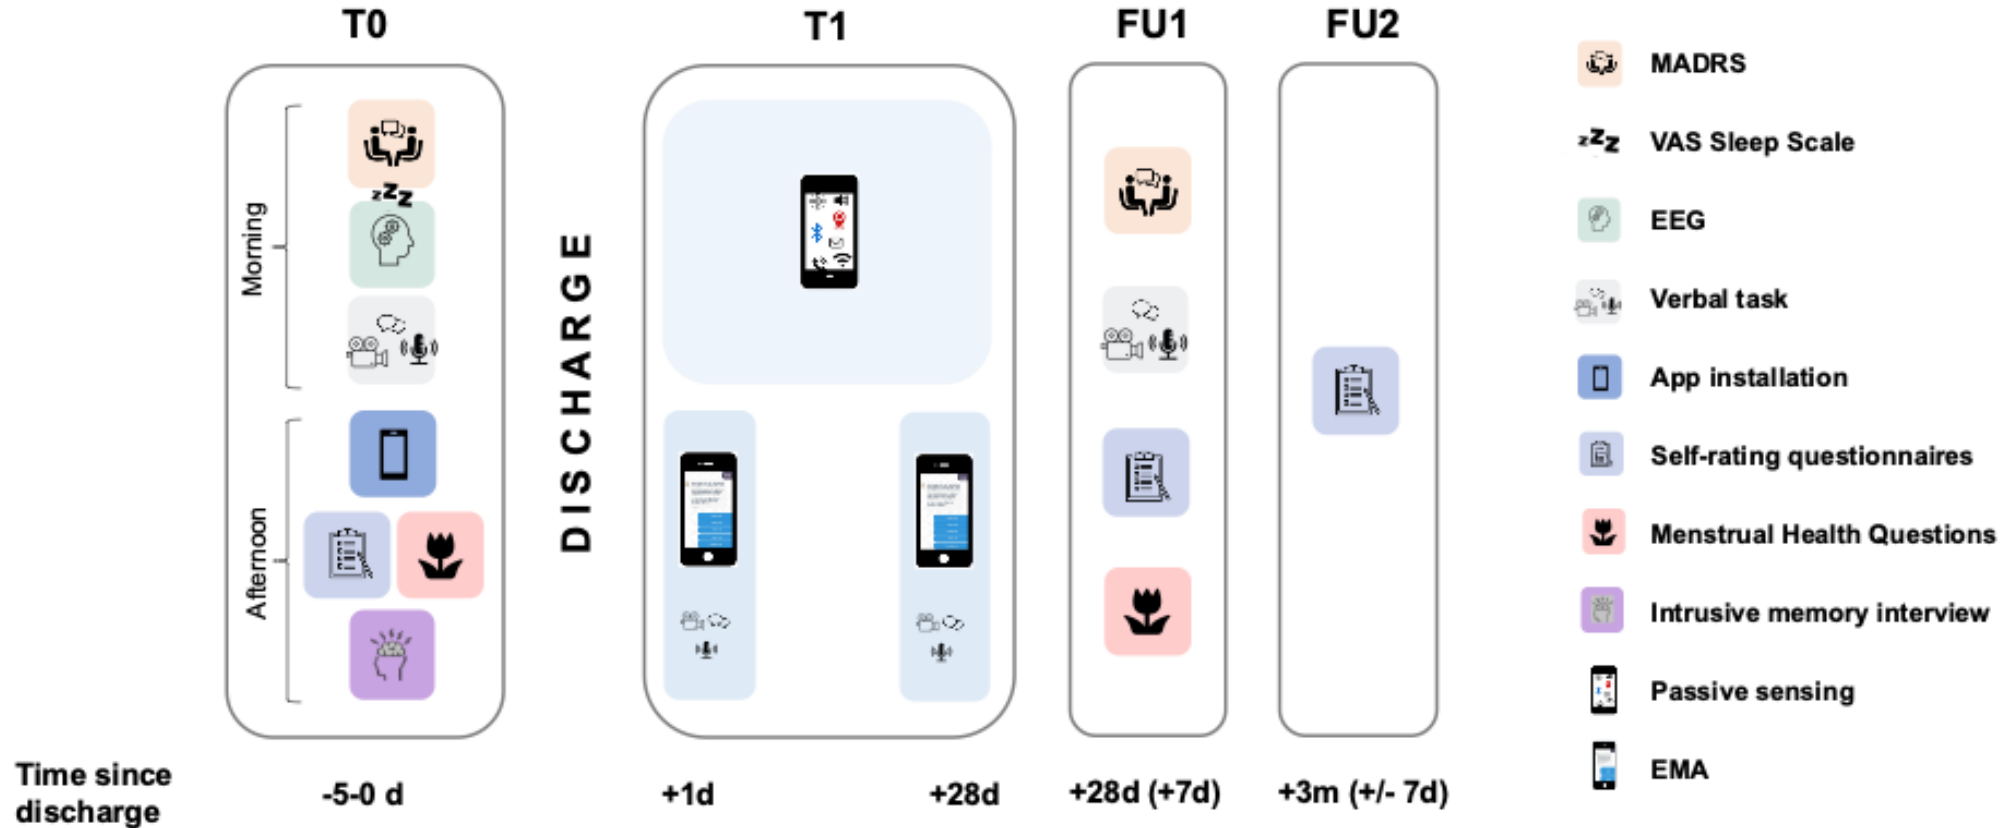 T0
T1
FU1
FU2
Morning
zZz
Afternoon
DISCHARGE
Time since
discharge
-5-0 d
+1d
+28d
+28d (+7d)
+3m (+/- 7d)
MADRS
zZz VAS Sleep Scale
EEG
Verbal task
App installation
Self-rating questionnaires
Menstrual Health Questions
Intrusive memory interview
Passive sensing
EMA